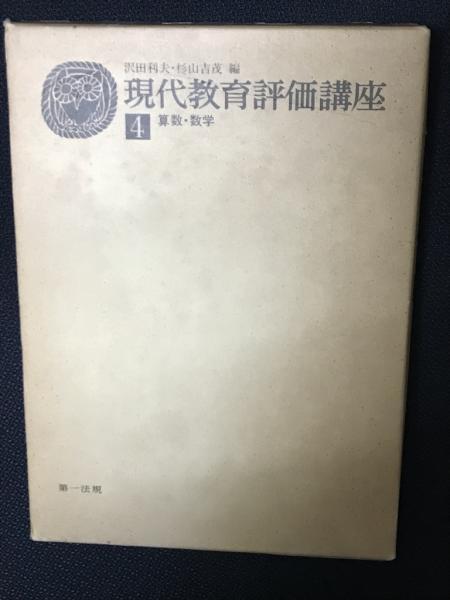 沢田利夫・杉山吉茂 編
現代教育評価講座
4 算数・数学
第一法規